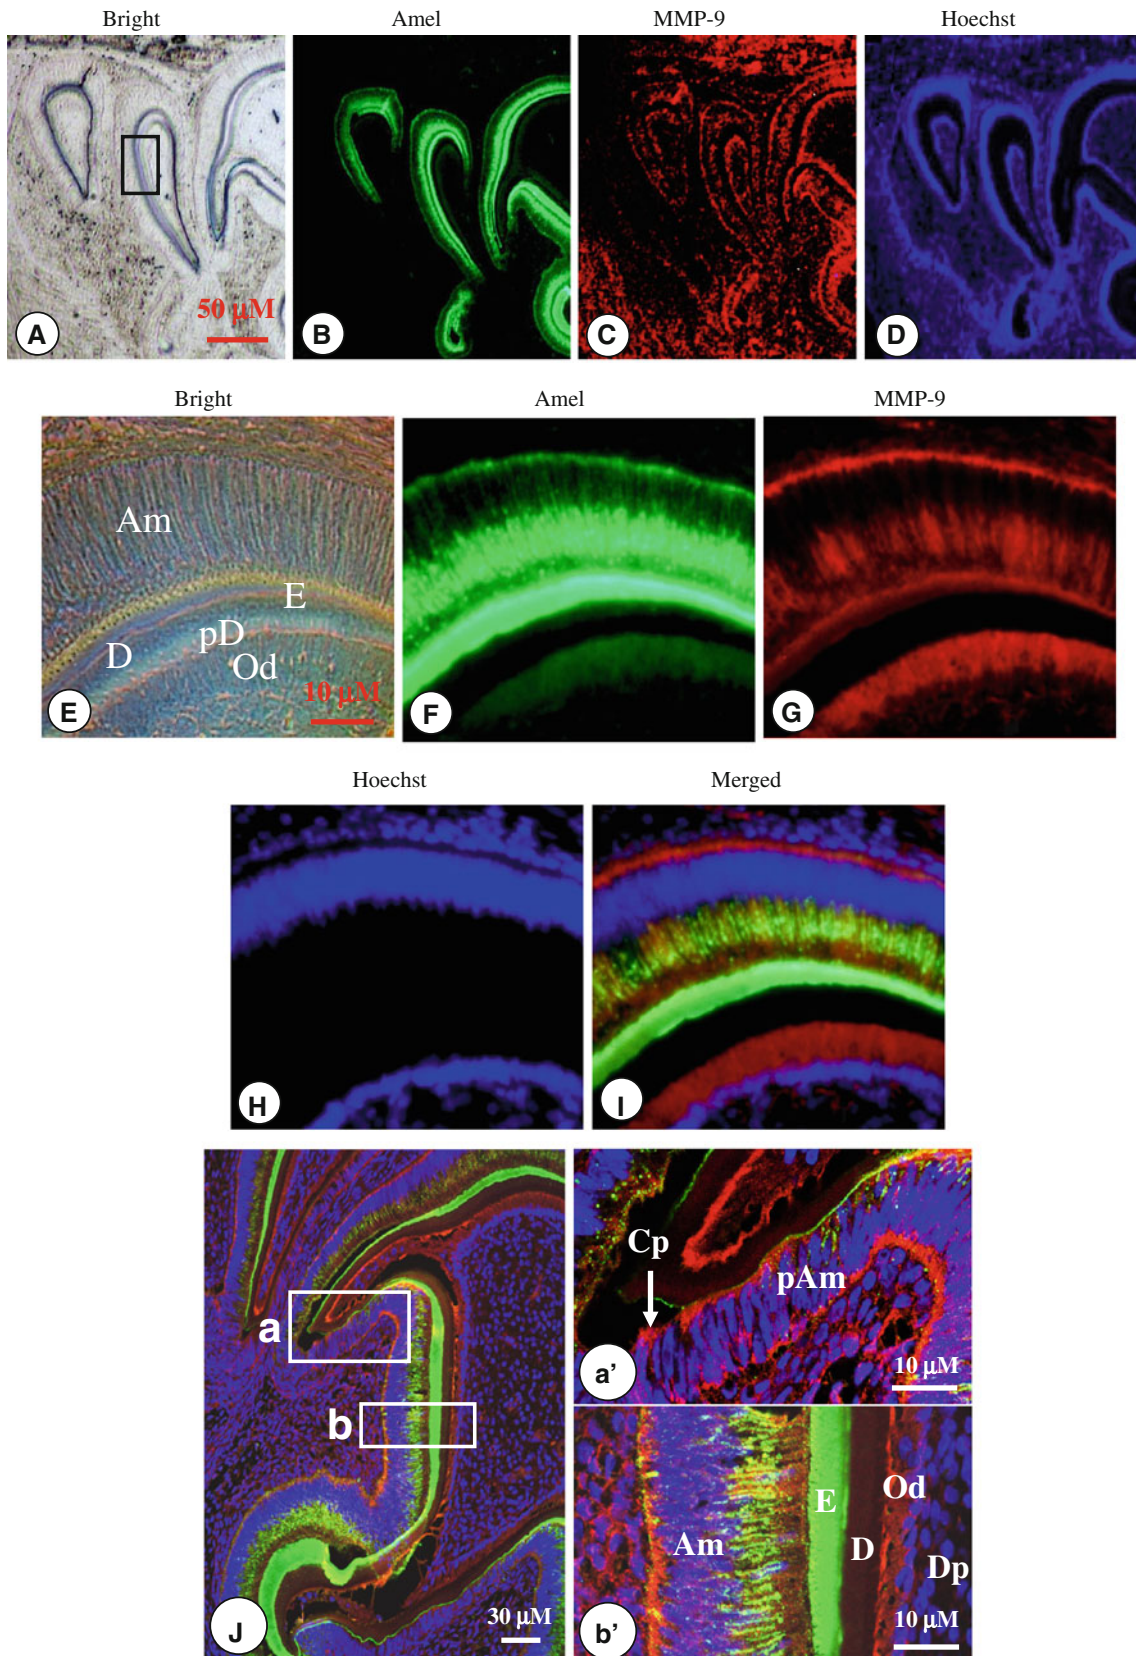 Bright Amel MMP-9 Hoechst
50 µM
A B C D
Bright Amel MMP-9
Am
E
pD
D
Od
10 µM
E F G
Hoechst Merged
H I
a
b
30 µM
J
Cp
pAm
10 µM
a’
E
Od
Am
D
Dp
10 µM
b’